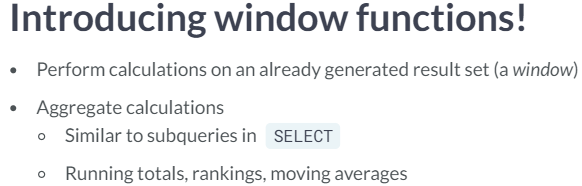 Introducing window functions!
• Perform calculations on an already generated result set (a window)
• Aggregate calculations
◦ Similar to subqueries in SELECT
◦ Running totals, rankings, moving averages